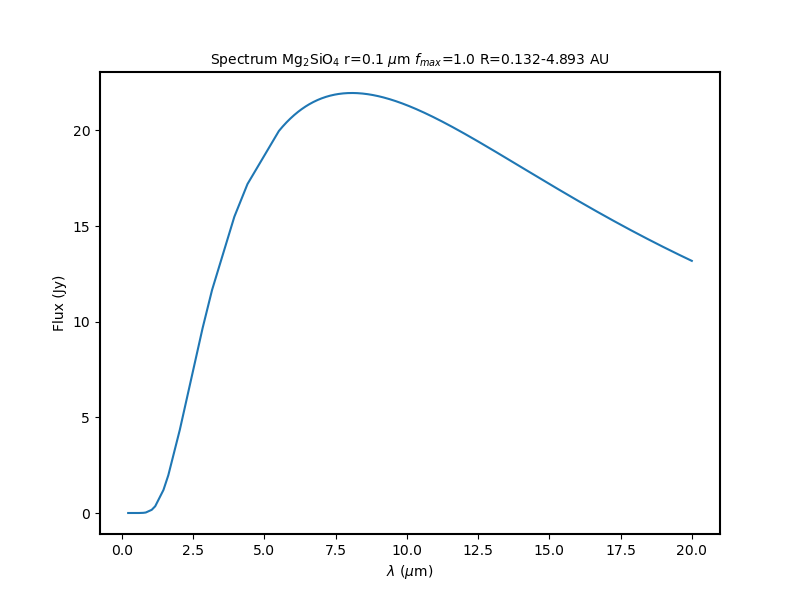 Spectrum Mg₂SiO₄ r=0.1 μm f_max=1.0 R=0.132-4.893 AU
Flux (Jy)
20
15
10
5
0
0.0 2.5 5.0 7.5 10.0 12.5 15.0 17.5 20.0
λ (μm)